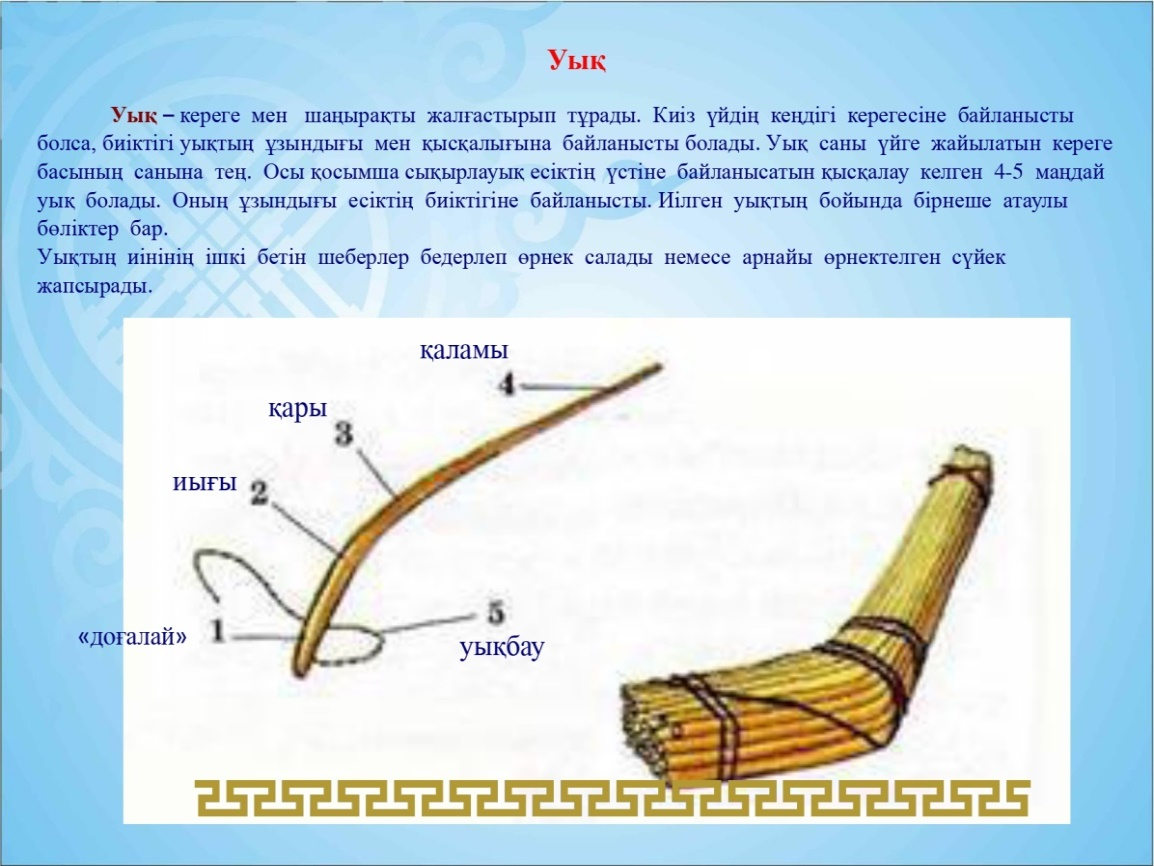 Уық
Уық – кереге мен шаңырақты жалғастырып тұрады. Киіз үйдің кеңдігі керегесіне байланысты
болса, биіктігі уықтың ұзындығы мен қысқалығына байланысты болады. Уық саны үйге жайылатын кереге
басының санына тең. Осы қосымша сықырлауық есіктің үстіне байланысатын қысқалау келген 4-5 маңдай
уық болады. Оның ұзындығы есіктің биіктігіне байланысты. Иілген уықтың бойында бірнеше атаулы
бөліктер бар.
Уықтың иінінің ішкі бетін шеберлер бедерлеп өрнек салады немесе арнайы өрнектелген сүйек
жапсырады.
қаламы
4
қары
3
иығы
2
«доғалай»
1
5
уықбау